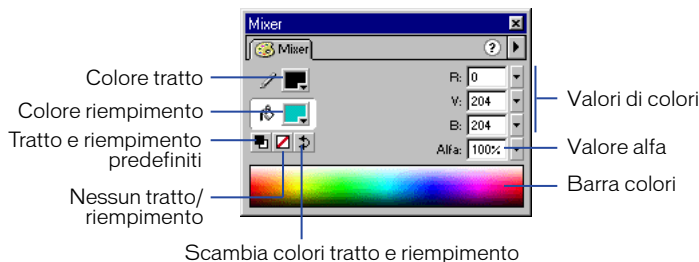 Mixer
Mixer
?
Colore tratto
R: 0
Colore riempimento
V: 204
Valori di colori
B: 204
Tratto e riempimento
predefiniti
Alfa: 100%
Valore alfa
Barra colori
Nessun tratto/
riempimento
Scambia colori tratto e riempimento